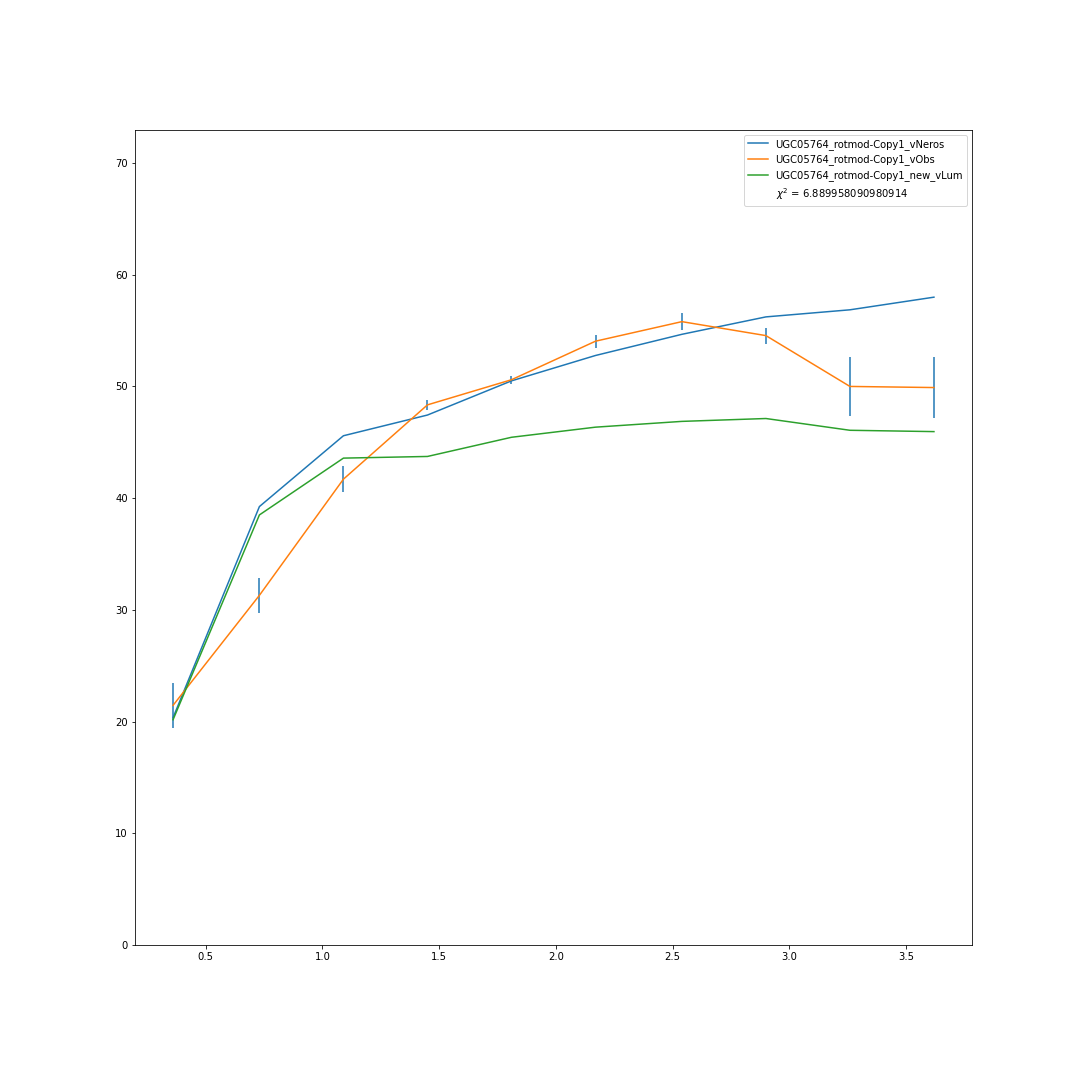 UGC05764_rotmod-Copy1_vNeros
UGC05764_rotmod-Copy1_vObs
UGC05764_rotmod-Copy1_new_vLum
χ² = 6.889958090980914
70
60
50
40
30
20
10
0
0.5 1.0 1.5 2.0 2.5 3.0 3.5